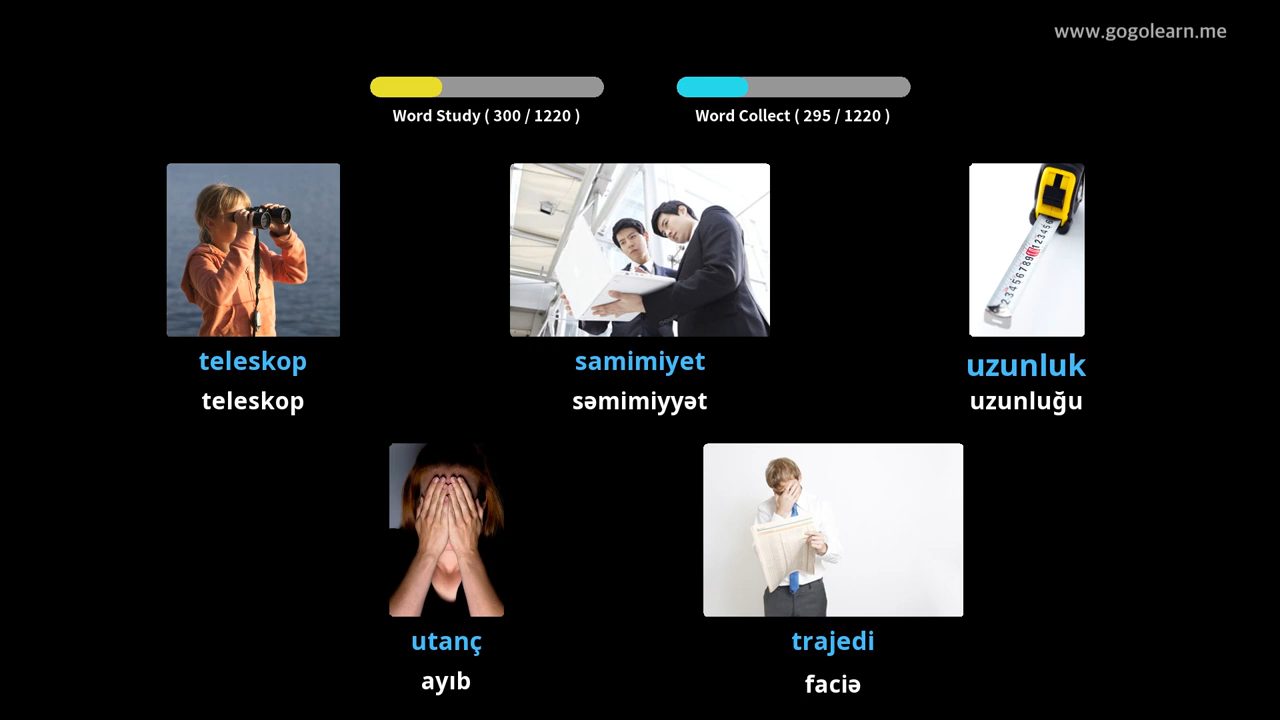 www.gogolearn.me
Word Study ( 300 / 1220 )
Word Collect ( 295 / 1220 )
teleskop
teleskop
samimiyet
səmimiyyət
uzunluk
uzunluğu
utanç
ayıb
trajedi
faciə